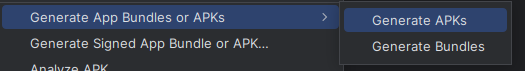 Generate App Bundles or APKs
Generate APKs
Generate Signed App Bundle or APK...
Generate Bundles
Analyze APK